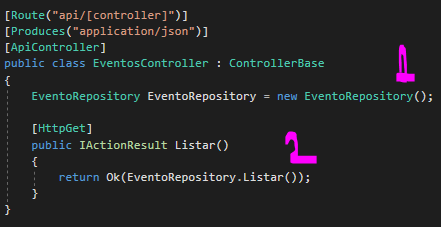 [Route("api/[controller]")]
[Produces("application/json")]
[ApiController]
public class EventosController : ControllerBase
1
{
EventoRepository EventoRepository = new EventoRepository();
[HttpGet]
public IActionResult Listar()
2
{
return Ok(EventoRepository.Listar());
}
}